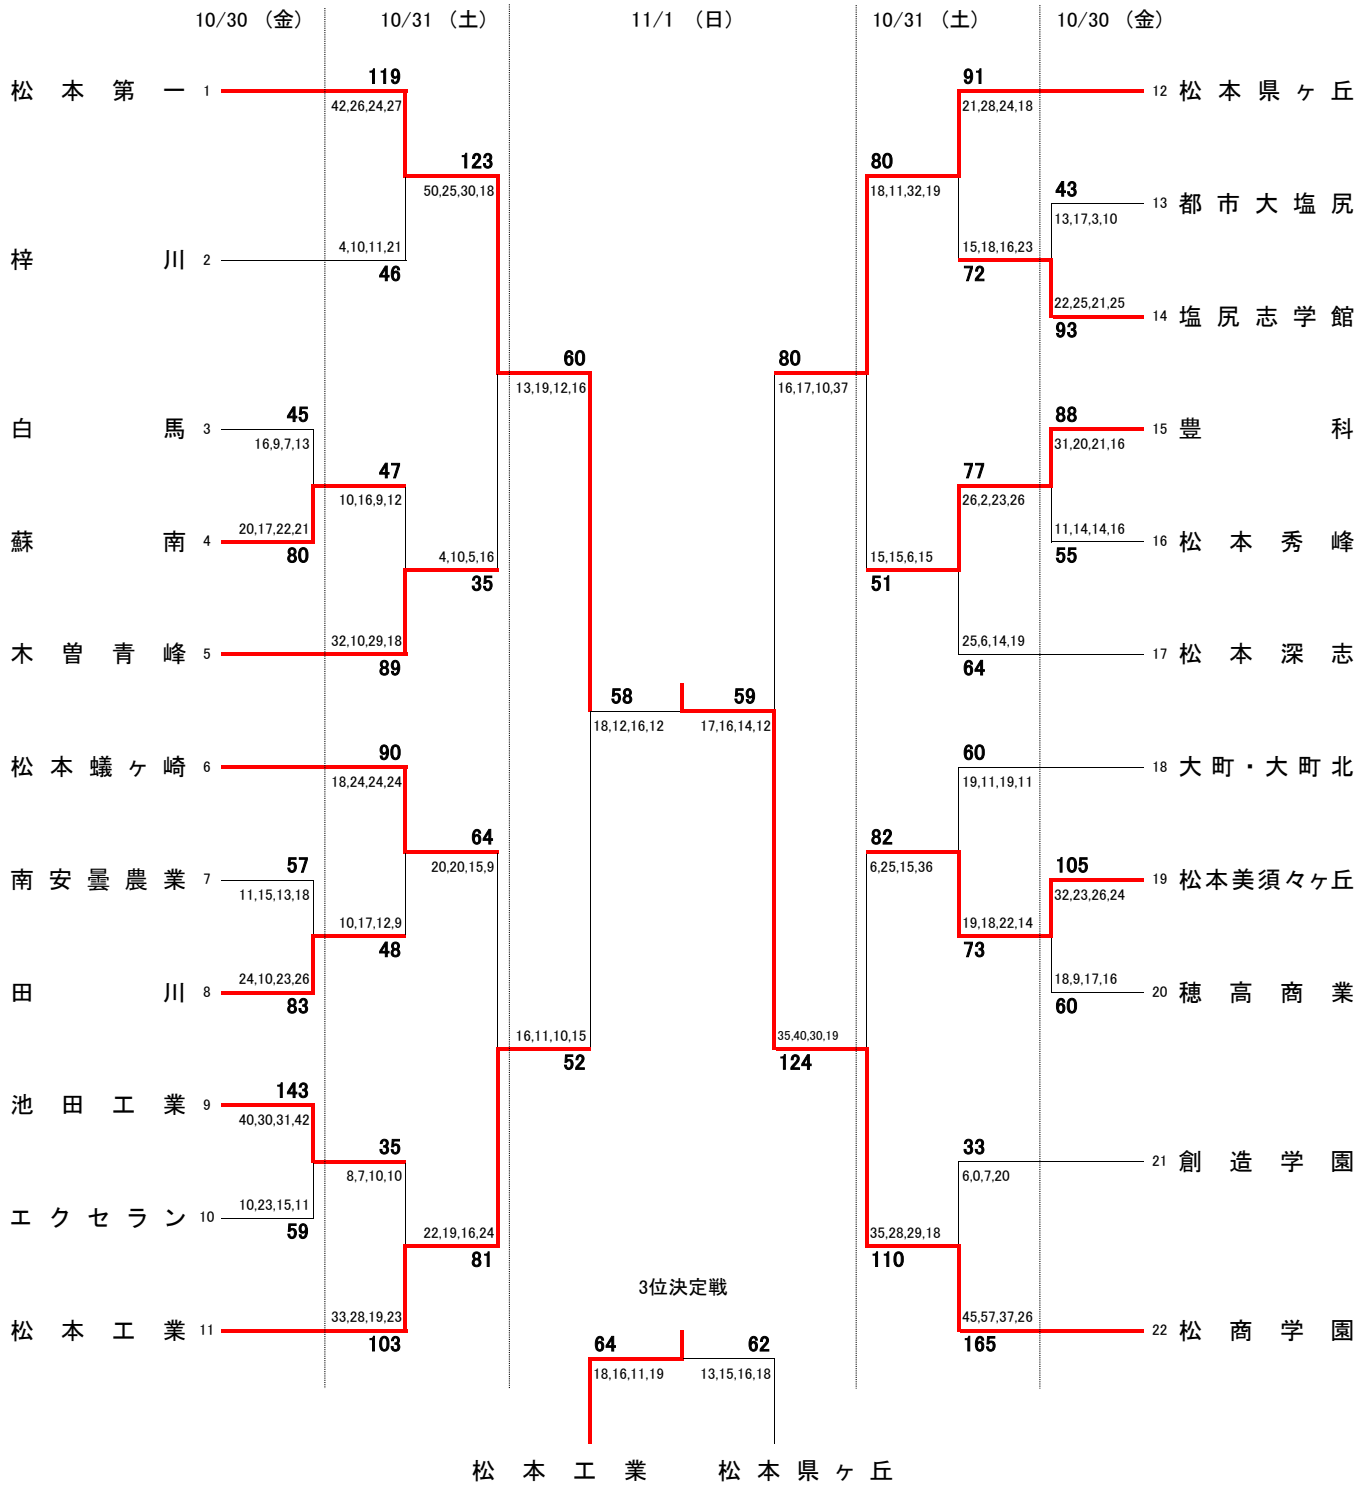 10/30 （金） 10/31 （土） 11/1 （日） 10/31 （土） 10/30 （金）
119 91
松本第一 1 12 松本県ヶ丘
42,26,24,27 21,28,24,18
123 80
50,25,30,18 18,11,32,19 43
13 都市大塩尻
13,17,3,10
4,10,11,21 15,18,16,23
梓川 2
46 72
22,25,21,25
14 塩尻志学館
93
60 80
13,19,12,16 16,17,10,37
45 88
白馬 3 15 豊科
16,9,7,13 31,20,21,16
47 77
10,16,9,12 26,2,23,26
20,17,22,21 11,14,14,16
蘇南 4 16 松本秀峰
80 55
4,10,5,16 15,15,6,15
35 51
32,10,29,18 25,6,14,19
木曽青峰 5 17 松本深志
89 64
58 59
18,12,16,12 17,16,14,12
90 60
松本蟻ヶ崎 6 18 大町・大町北
18,24,24,24 19,11,19,11
64 82
20,20,15,9 6,25,15,36
57 105
南安曇農業 7 19 松本美須々ヶ丘
11,15,13,18 32,23,26,24
10,17,12,9 19,18,22,14
48 73
24,10,23,26 18,9,17,16
田川 8 20 穂高商業
83 60
16,11,10,15 35,40,30,19
52 124
143
池田工業 9
40,30,31,42
35 33
21 創造学園
8,7,10,10 6,0,7,20
10,23,15,11
エクセラン 10
59
22,19,16,24 35,28,29,18
81 110
3位決定戦
33,28,19,23 45,57,37,26
松本工業 11 22 松商学園
103 64 62 165
18,16,11,19 13,15,16,18
松本工業 松本県ヶ丘